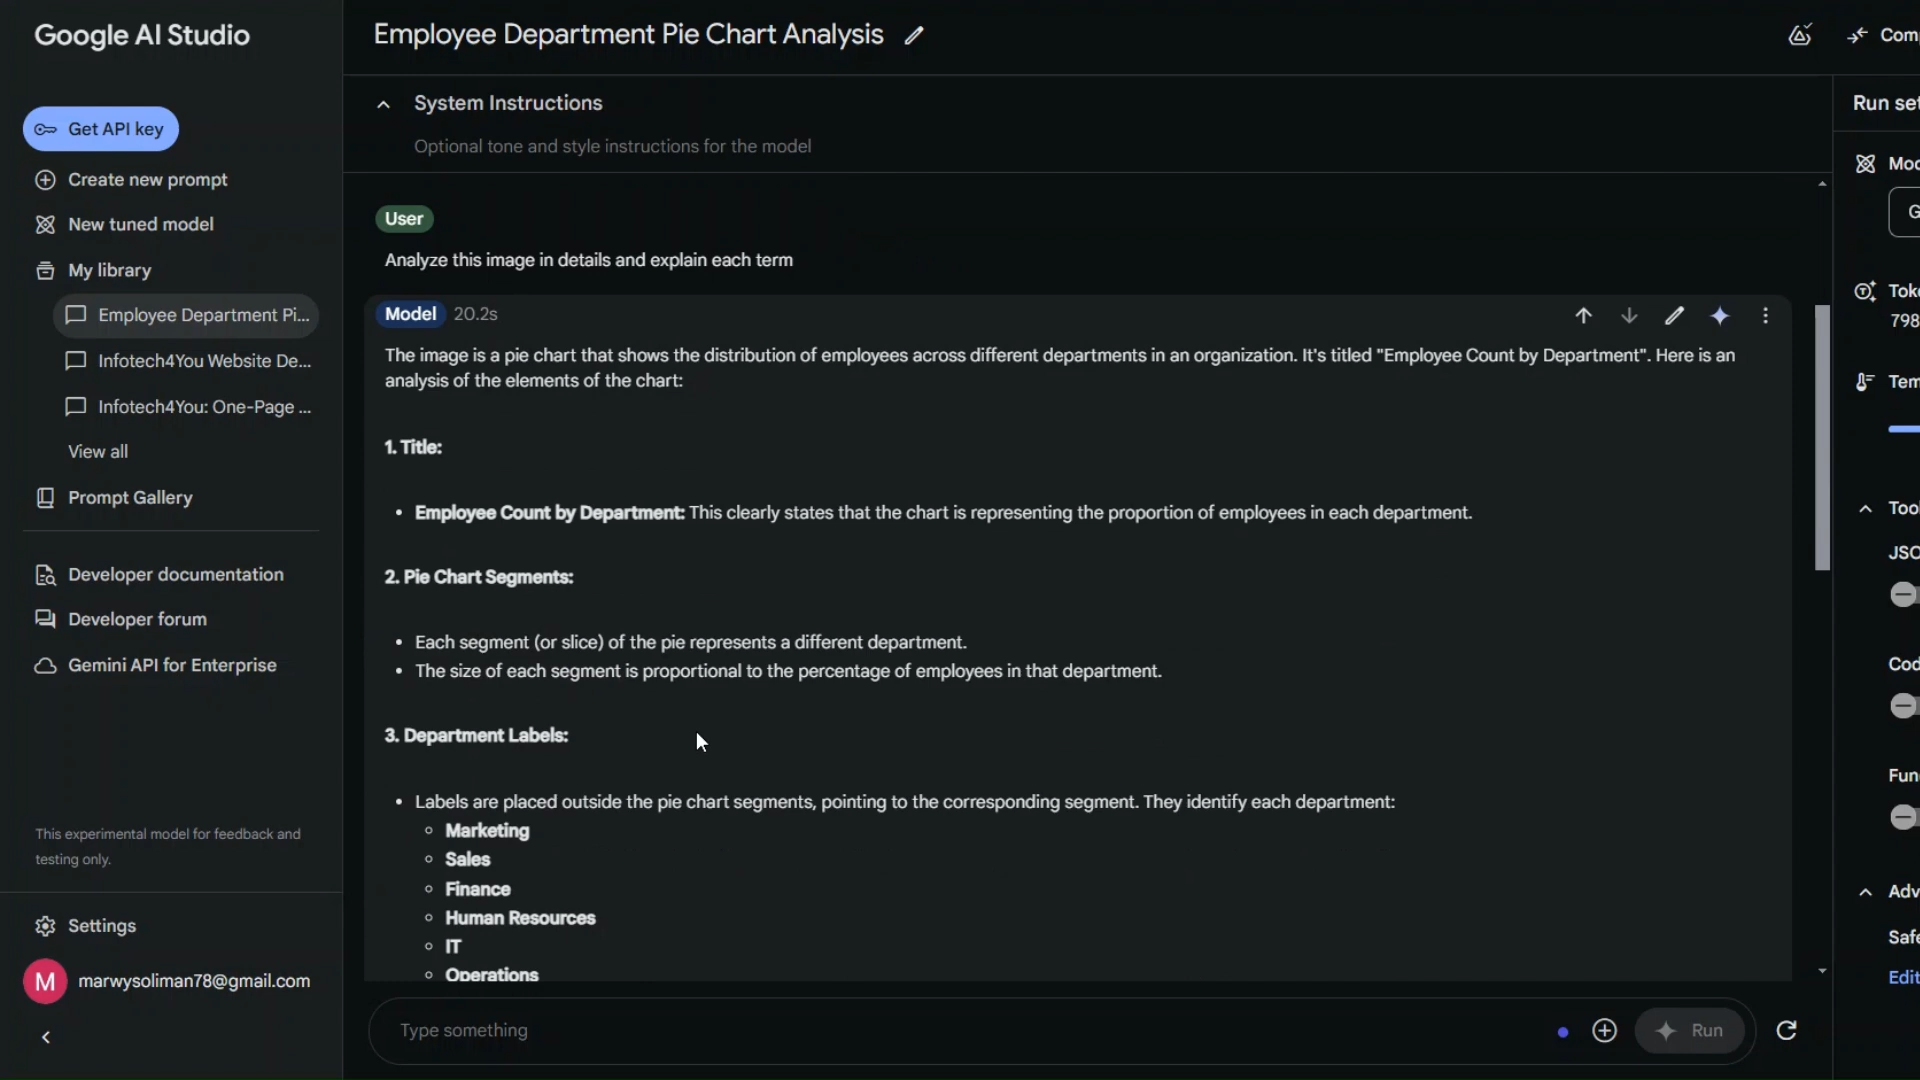 Google AI Studio
Get API key
Create new prompt
New tuned model
My library
Employee Department Pi...
Infotech4You Website De...
Infotech4You: One-Page ...
View all
Prompt Gallery
Developer documentation
Developer forum
Gemini API for Enterprise
This experimental model for feedback and
testing only.
Settings
M
marwysoliman78@gmail.com
Employee Department Pie Chart Analysis
System Instructions
Optional tone and style instructions for the model
User
Analyze this image in details and explain each term
Model 20.2s
The image is a pie chart that shows the distribution of employees across different departments in an organization. It's titled "Employee Count by Department". Here is an
analysis of the elements of the chart:
1. Title:
• Employee Count by Department: This clearly states that the chart is representing the proportion of employees in each department.
2. Pie Chart Segments:
• Each segment (or slice) of the pie represents a different department.
• The size of each segment is proportional to the percentage of employees in that department.
3. Department Labels:
• Labels are placed outside the pie chart segments, pointing to the corresponding segment. They identify each department:
◦ Marketing
◦ Sales
◦ Finance
◦ Human Resources
◦ IT
◦ Operations
Type something
Run
Com
Run set
Mod
G
Toke
798
Tem
Tool
JSO
Cod
Fun
Adv
Safe
Edit